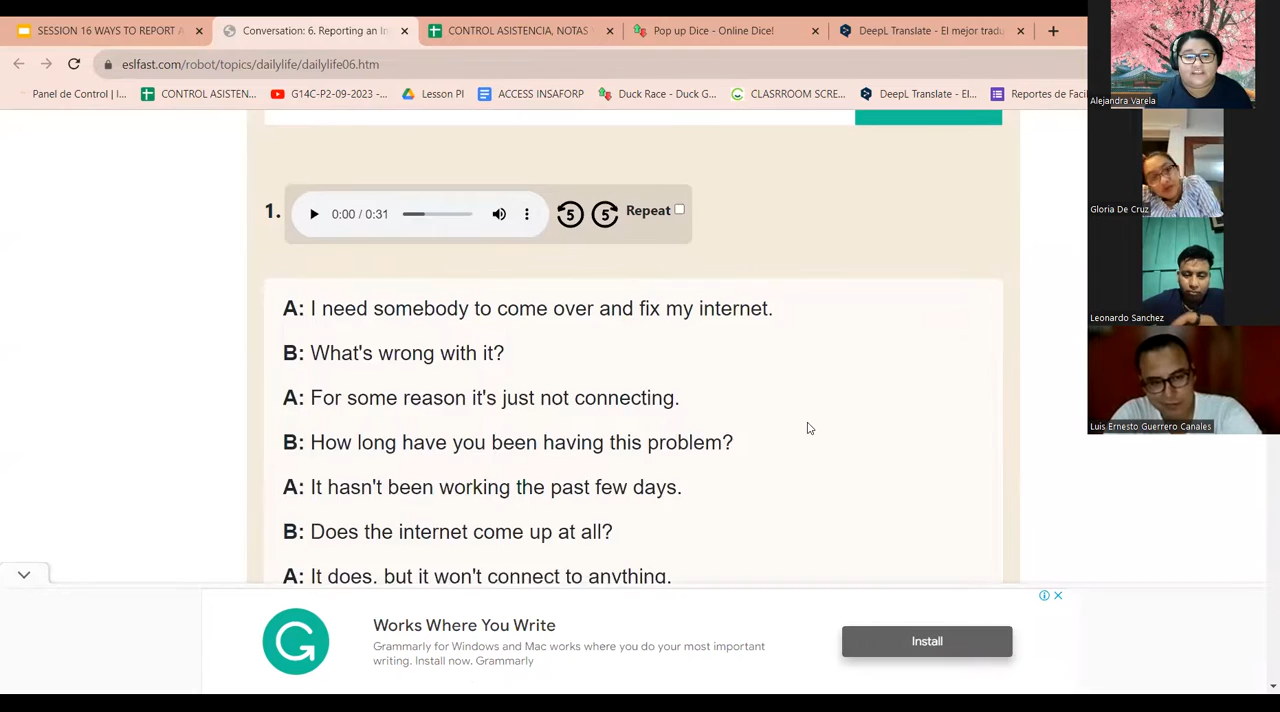 SESSION 16 WAYS TO REPORT A
Conversation: 6. Reporting an In
CONTROL ASISTENCIA, NOTAS
Pop up Dice - Online Dice!
DeepL Translate - El mejor tradu
eslfast.com/robot/topics/dailylife/dailylife06.htm
Panel de Control | I...
CONTROL ASISTEN...
G14C-P2-09-2023 -...
Lesson PI
ACCESS INSAFORP
Duck Race - Duck G...
CLASRROOM SCRE...
DeepL Translate - El...
Reportes de Facil
Alejandra Varela
Gloria De Cruz
Leonardo Sanchez
Luis Ernesto Guerrero Canales
1.
0:00 / 0:31
5
5
Repeat
A: I need somebody to come over and fix my internet.
B: What's wrong with it?
A: For some reason it's just not connecting.
B: How long have you been having this problem?
A: It hasn't been working the past few days.
B: Does the internet come up at all?
A: It does, but it won't connect to anything.
Works Where You Write
Grammarly for Windows and Mac works where you do your most important
writing. Install now. Grammarly
Install